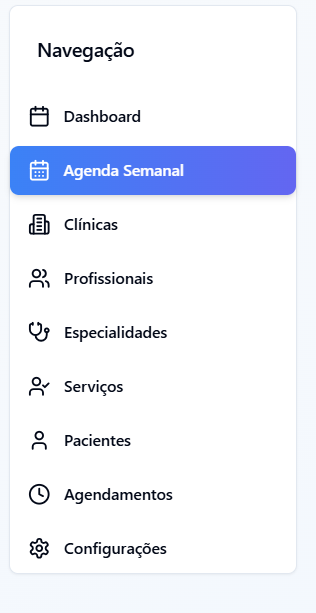 Navegação
Dashboard
Agenda Semanal
Clínicas
Profissionais
Especialidades
Serviços
Pacientes
Agendamentos
Configurações